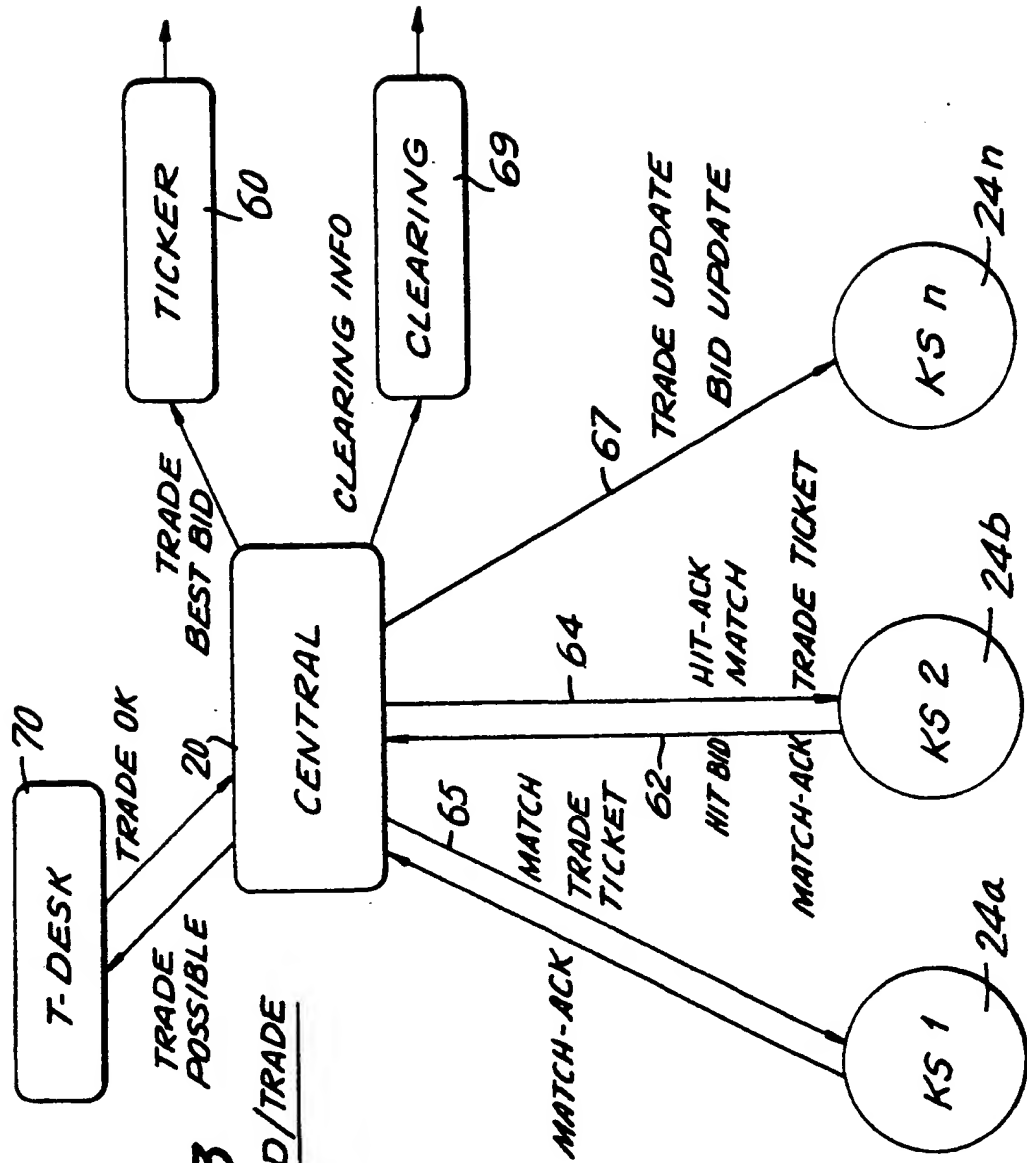 T-DESK
70
TRADE OK
TRADE
POSSIBLE
20
CENTRAL
TRADE
BEST BID
TICKER
60
CLEARING INFO
CLEARING
69
3
D/TRADE
65
MATCH
TRADE
TICKET
MATCH-ACK
62
HIT BID
MATCH-ACK
64
HIT-ACK
MATCH
TRADE TICKET
67
TRADE UPDATE
BID UPDATE
KS 1
24a
KS 2
24b
KS n
24n